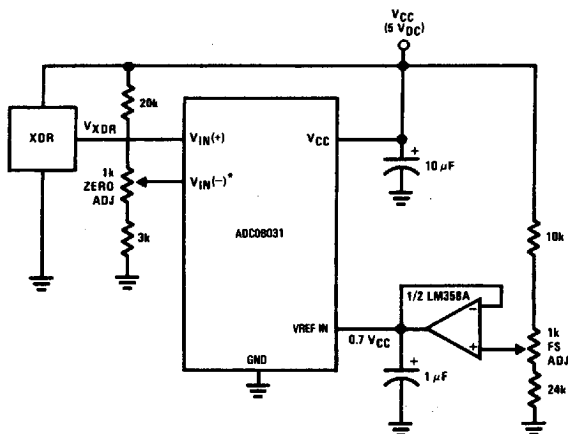 VCC
(5 VDC)
20k
XDR
VXDR
VIN(+)
VCC
+
10 µF
1k
ZERO
ADJ
VIN(−)*
3k
ADC08031
10k
1/2 LM358A
−
VREF IN
0.7 VCC
+
1k
FS
ADJ
+
1 µF
GND
24k